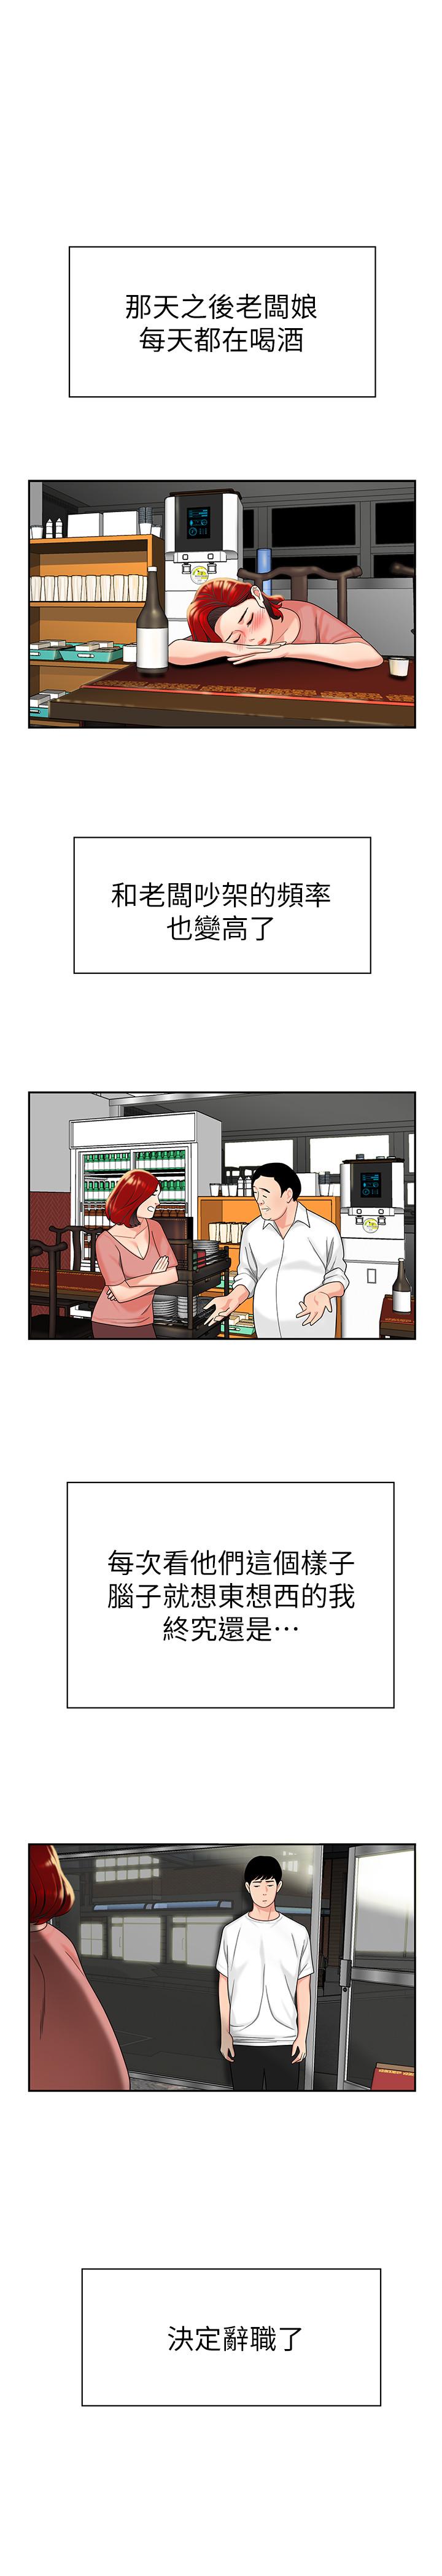 那天之後老闆娘
每天都在喝酒
和老闆吵架的頻率
也變高了
每次看他們這個樣子
腦子就想東想西的我
終究還是…
決定辭職了